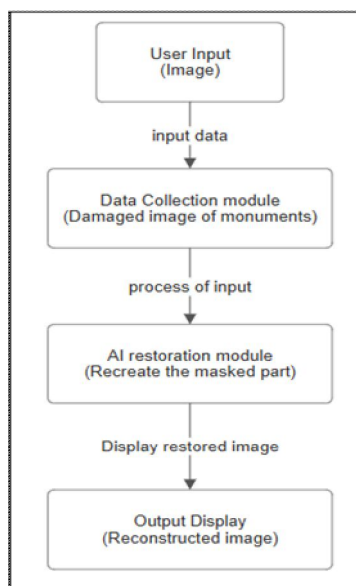 User Input
(Image)
input data
Data Collection module
(Damaged image of monuments)
process of input
AI restoration module
(Recreate the masked part)
Display restored image
Output Display
(Reconstructed image)